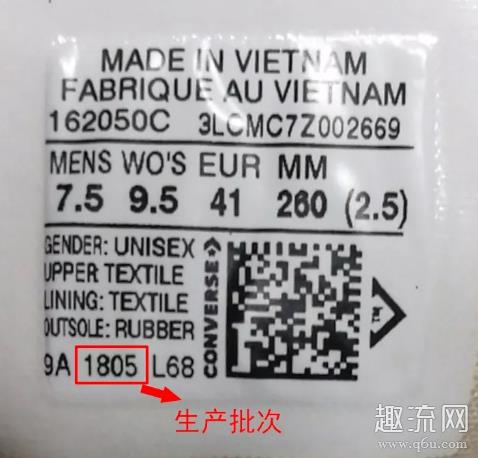 MADE IN VIETNAM
FABRIQUE AU VIETNAM
162050C 3LCMC7Z002669
MENS WO'S EUR MM
7.5 9.5 41 260 (2.5)
GENDER: UNISEX
UPPER TEXTILE
LINING: TEXTILE
OUTSOLE: RUBBER
9A 1805 L68
CONVERSE
生产批次
趣流网
www.q6u.com